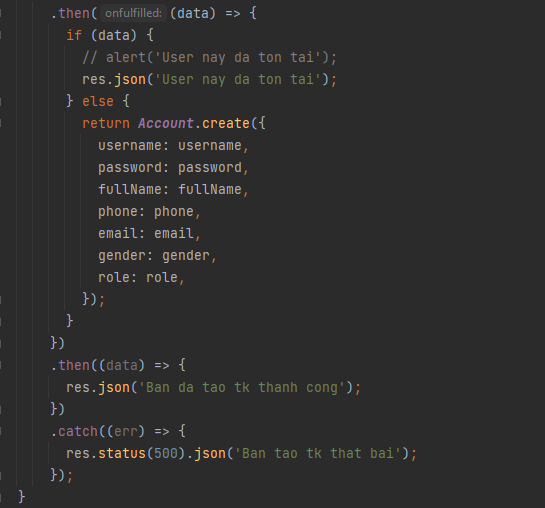 .then( onfulfilled: (data) => {
if (data) {
// alert('User nay da ton tai');
res.json('User nay da ton tai');
} else {
return Account.create({
username: username,
password: password,
fullName: fullName,
phone: phone,
email: email,
gender: gender,
role: role,
});
}
})
.then((data) => {
res.json('Ban da tao tk thanh cong');
})
.catch((err) => {
res.status(500).json('Ban tao tk that bai');
});
}